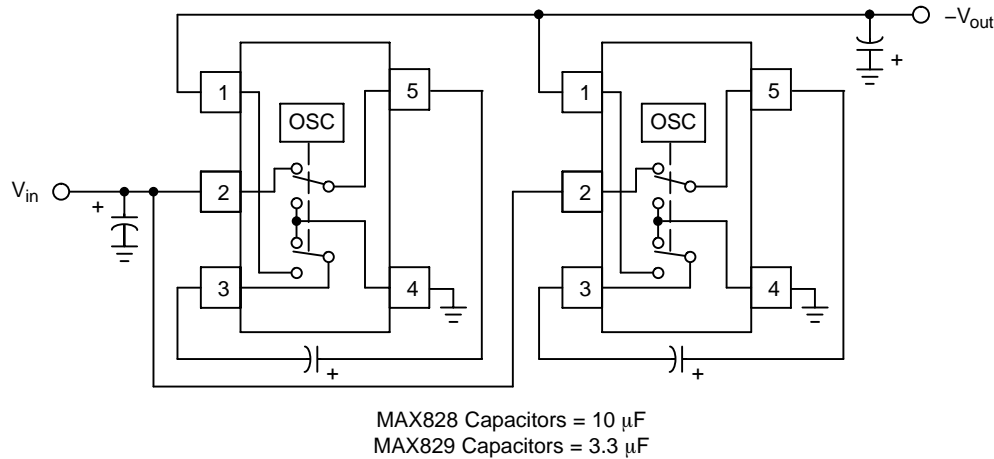 –Vout
+
1
5
OSC
1
5
OSC
Vin
+
2
2
3
4
3
4
+
+
MAX828 Capacitors = 10 μF
MAX829 Capacitors = 3.3 μF